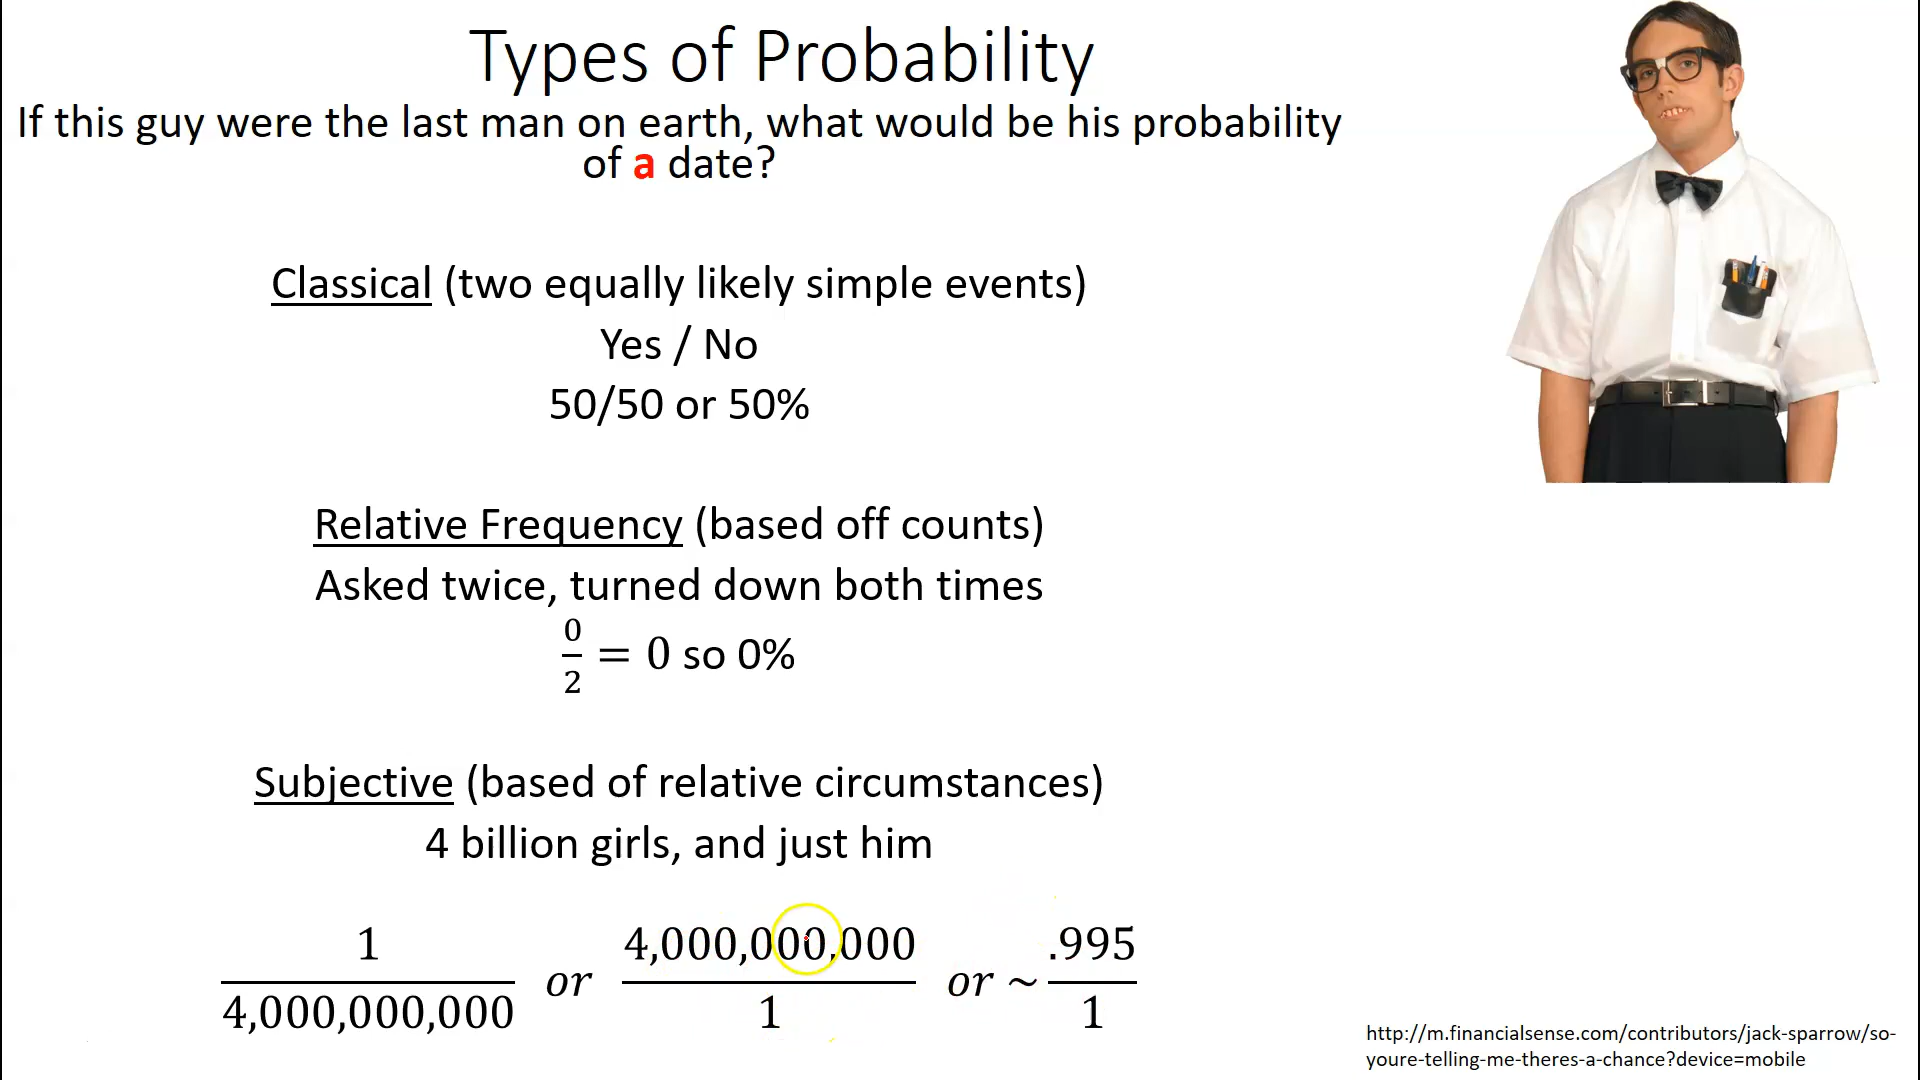 Types of Probability
If this guy were the last man on earth, what would be his probability
of a date?
Classical (two equally likely simple events)
Yes / No
50/50 or 50%
Relative Frequency (based off counts)
Asked twice, turned down both times
0/2 = 0 so 0%
Subjective (based of relative circumstances)
4 billion girls, and just him
1/4,000,000,000 or 4,000,000,000/1 or ~ .995/1
http://m.financialsense.com/contributors/jack-sparrow/so-
youre-telling-me-theres-a-chance?device=mobile